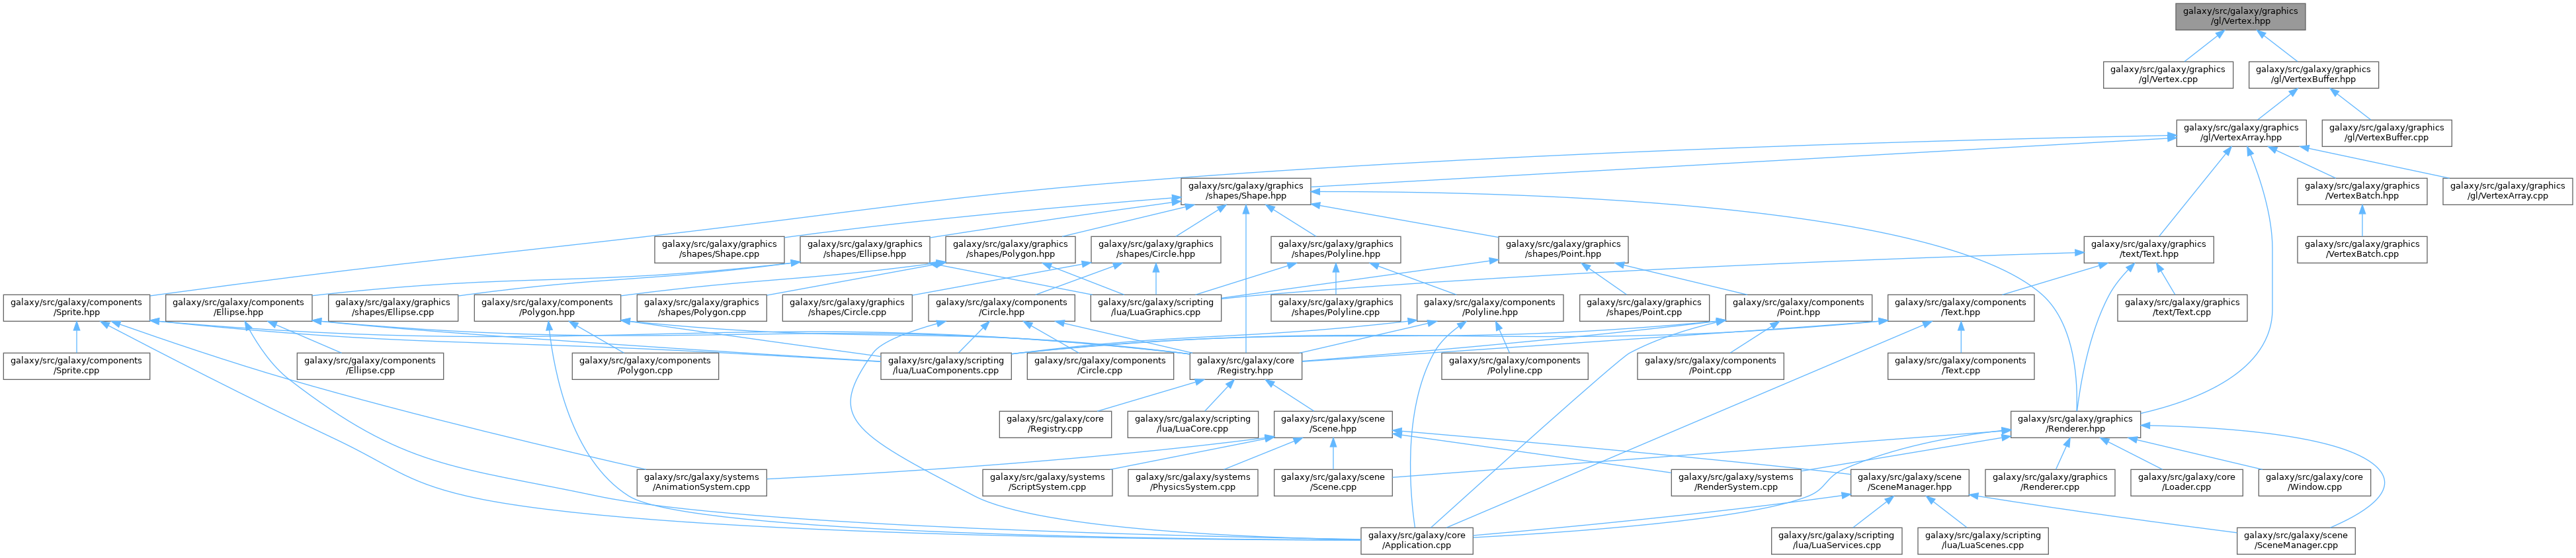 galaxy/src/galaxy/graphics
/gl/Vertex.hpp
galaxy/src/galaxy/graphics
/gl/Vertex.cpp
galaxy/src/galaxy/graphics
/gl/VertexBuffer.hpp
galaxy/src/galaxy/graphics
/gl/VertexArray.hpp
galaxy/src/galaxy/graphics
/gl/VertexBuffer.cpp
galaxy/src/galaxy/graphics
/shapes/Shape.hpp
galaxy/src/galaxy/graphics
/VertexBatch.hpp
galaxy/src/galaxy/graphics
/gl/VertexArray.cpp
galaxy/src/galaxy/graphics
/shapes/Shape.cpp
galaxy/src/galaxy/graphics
/shapes/Ellipse.hpp
galaxy/src/galaxy/graphics
/shapes/Polygon.hpp
galaxy/src/galaxy/graphics
/shapes/Circle.hpp
galaxy/src/galaxy/graphics
/shapes/Polyline.hpp
galaxy/src/galaxy/graphics
/shapes/Point.hpp
galaxy/src/galaxy/graphics
/text/Text.hpp
galaxy/src/galaxy/graphics
/VertexBatch.cpp
galaxy/src/galaxy/components
/Sprite.hpp
galaxy/src/galaxy/components
/Ellipse.hpp
galaxy/src/galaxy/graphics
/shapes/Ellipse.cpp
galaxy/src/galaxy/components
/Polygon.hpp
galaxy/src/galaxy/graphics
/shapes/Polygon.cpp
galaxy/src/galaxy/graphics
/shapes/Circle.cpp
galaxy/src/galaxy/components
/Circle.hpp
galaxy/src/galaxy/scripting
/lua/LuaGraphics.cpp
galaxy/src/galaxy/graphics
/shapes/Polyline.cpp
galaxy/src/galaxy/components
/Polyline.hpp
galaxy/src/galaxy/graphics
/shapes/Point.cpp
galaxy/src/galaxy/components
/Point.hpp
galaxy/src/galaxy/components
/Text.hpp
galaxy/src/galaxy/graphics
/text/Text.cpp
galaxy/src/galaxy/components
/Sprite.cpp
galaxy/src/galaxy/components
/Ellipse.cpp
galaxy/src/galaxy/components
/Polygon.cpp
galaxy/src/galaxy/scripting
/lua/LuaComponents.cpp
galaxy/src/galaxy/components
/Circle.cpp
galaxy/src/galaxy/core
/Registry.hpp
galaxy/src/galaxy/components
/Polyline.cpp
galaxy/src/galaxy/components
/Point.cpp
galaxy/src/galaxy/components
/Text.cpp
galaxy/src/galaxy/core
/Registry.cpp
galaxy/src/galaxy/scripting
/lua/LuaCore.cpp
galaxy/src/galaxy/scene
/Scene.hpp
galaxy/src/galaxy/graphics
/Renderer.hpp
galaxy/src/galaxy/systems
/AnimationSystem.cpp
galaxy/src/galaxy/systems
/ScriptSystem.cpp
galaxy/src/galaxy/systems
/PhysicsSystem.cpp
galaxy/src/galaxy/scene
/Scene.cpp
galaxy/src/galaxy/systems
/RenderSystem.cpp
galaxy/src/galaxy/scene
/SceneManager.hpp
galaxy/src/galaxy/graphics
/Renderer.cpp
galaxy/src/galaxy/core
/Loader.cpp
galaxy/src/galaxy/core
/Window.cpp
galaxy/src/galaxy/core
/Application.cpp
galaxy/src/galaxy/scripting
/lua/LuaServices.cpp
galaxy/src/galaxy/scripting
/lua/LuaScenes.cpp
galaxy/src/galaxy/scene
/SceneManager.cpp